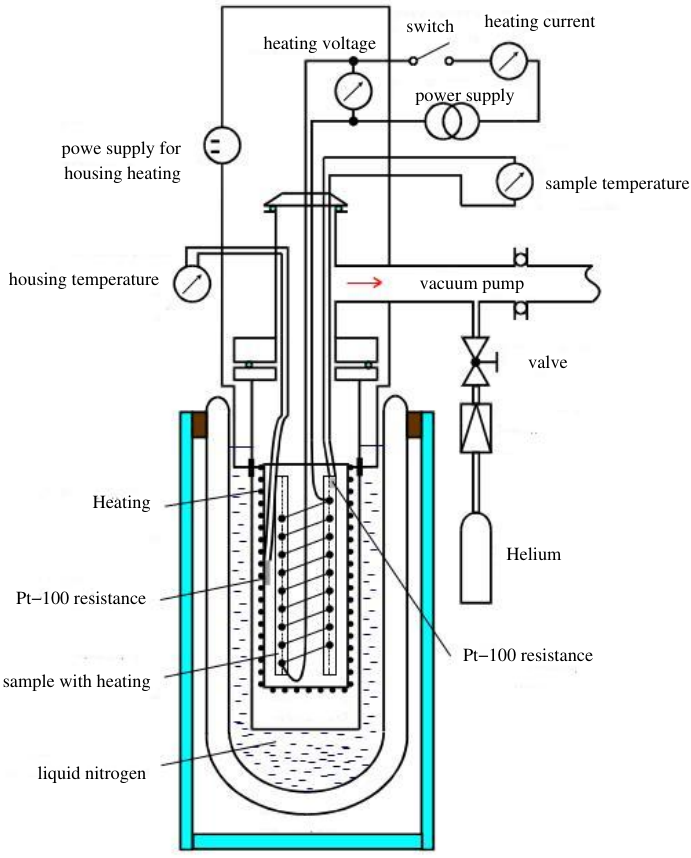 heating current
switch
heating voltage
power supply
powe supply for
housing heating
sample temperature
housing temperature
vacuum pump
valve
Heating
Helium
Pt−100 resistance
Pt−100 resistance
sample with heating
liquid nitrogen